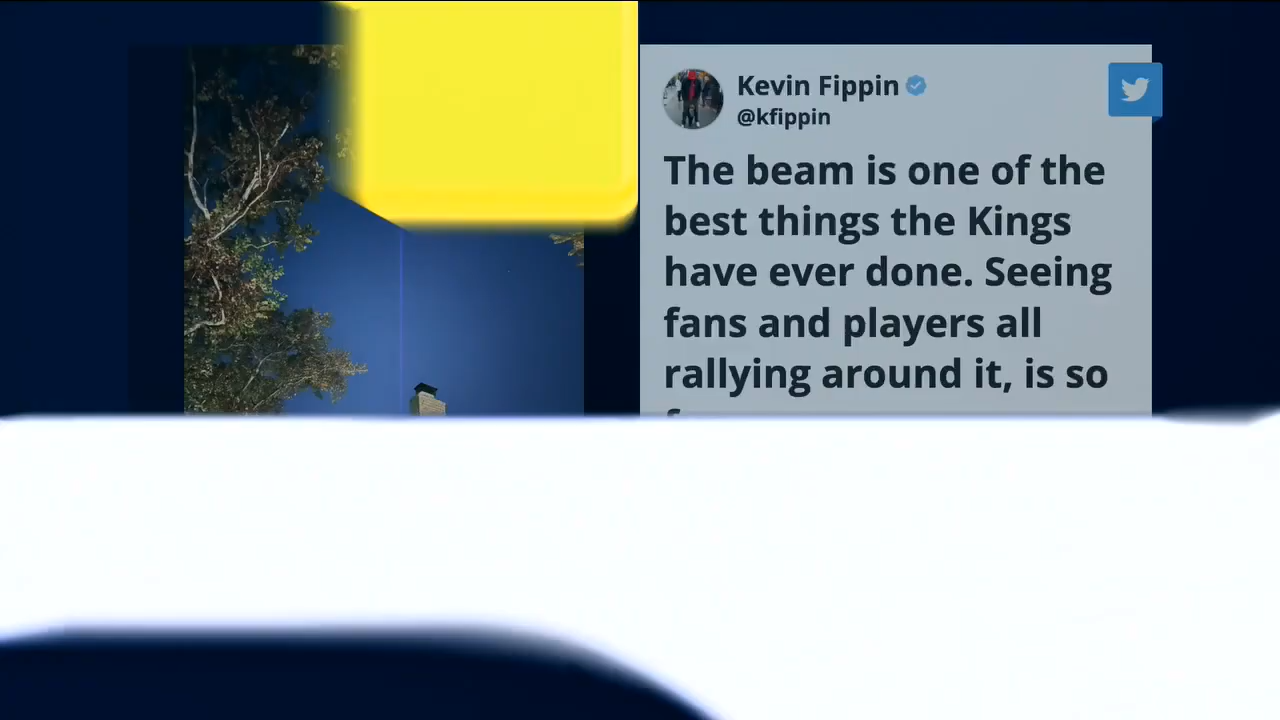 Kevin Fippin
@kfippin
The beam is one of the
best things the Kings
have ever done. Seeing
fans and players all
rallying around it, is so